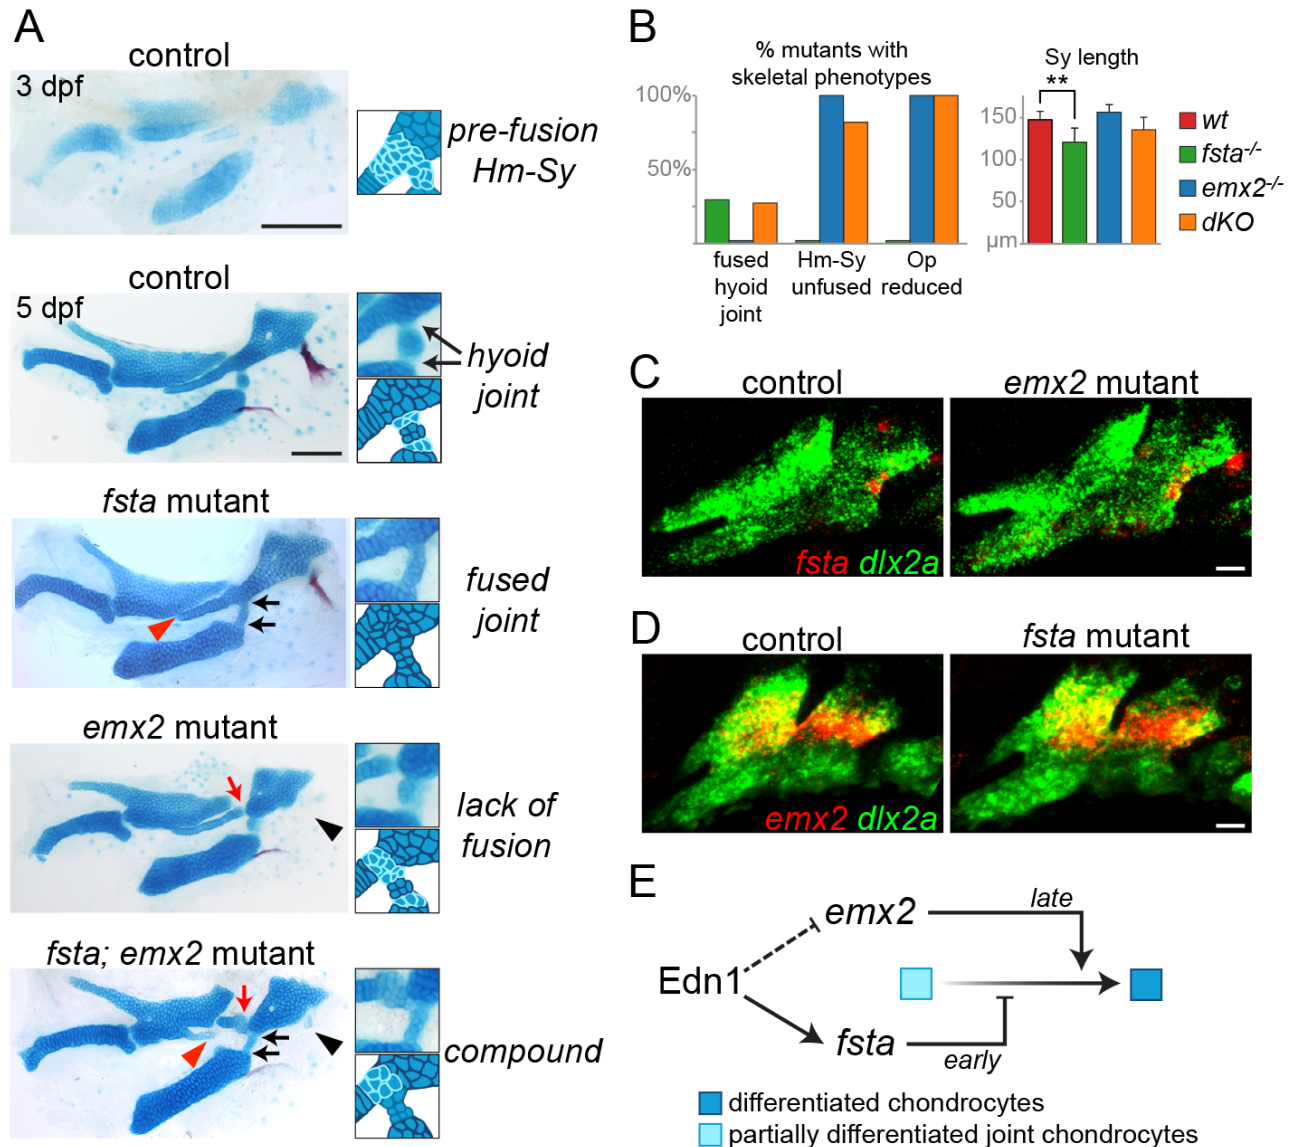 A
control
3 dpf
pre-fusion
Hm-Sy
control
5 dpf
hyoid
joint
fsta mutant
fused
joint
emx2 mutant
lack of
fusion
fsta; emx2 mutant
compound
B
% mutants with
skeletal phenotypes
100%
50%
fused
hyoid
joint
Hm-Sy
unfused
Op
reduced
Sy length
**
150
100
50
µm
wt
fsta-/-
emx2-/-
dKO
C
control
emx2 mutant
fsta dlx2a
D
control
fsta mutant
emx2 dlx2a
E
emx2
late
Edn1
fsta
early
differentiated chondrocytes
partially differentiated joint chondrocytes